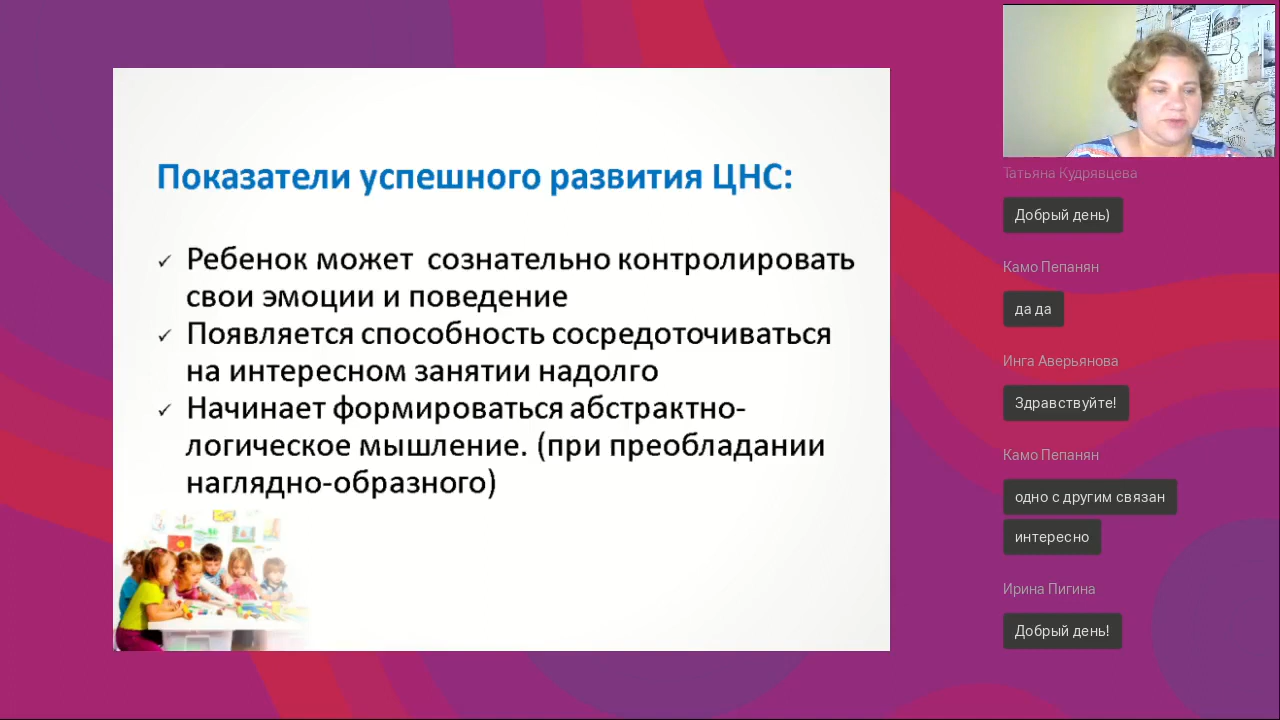 Показатели успешного развития ЦНС:
✓ Ребенок может сознательно контролировать
свои эмоции и поведение
✓ Появляется способность сосредоточиваться
на интересном занятии надолго
✓ Начинает формироваться абстрактно-
логическое мышление. (при преобладании
наглядно-образного)
Татьяна Кудрявцева
Добрый день)
Камо Пепанян
да да
Инга Аверьянова
Здравствуйте!
Камо Пепанян
одно с другим связан
интересно
Ирина Пигина
Добрый день!